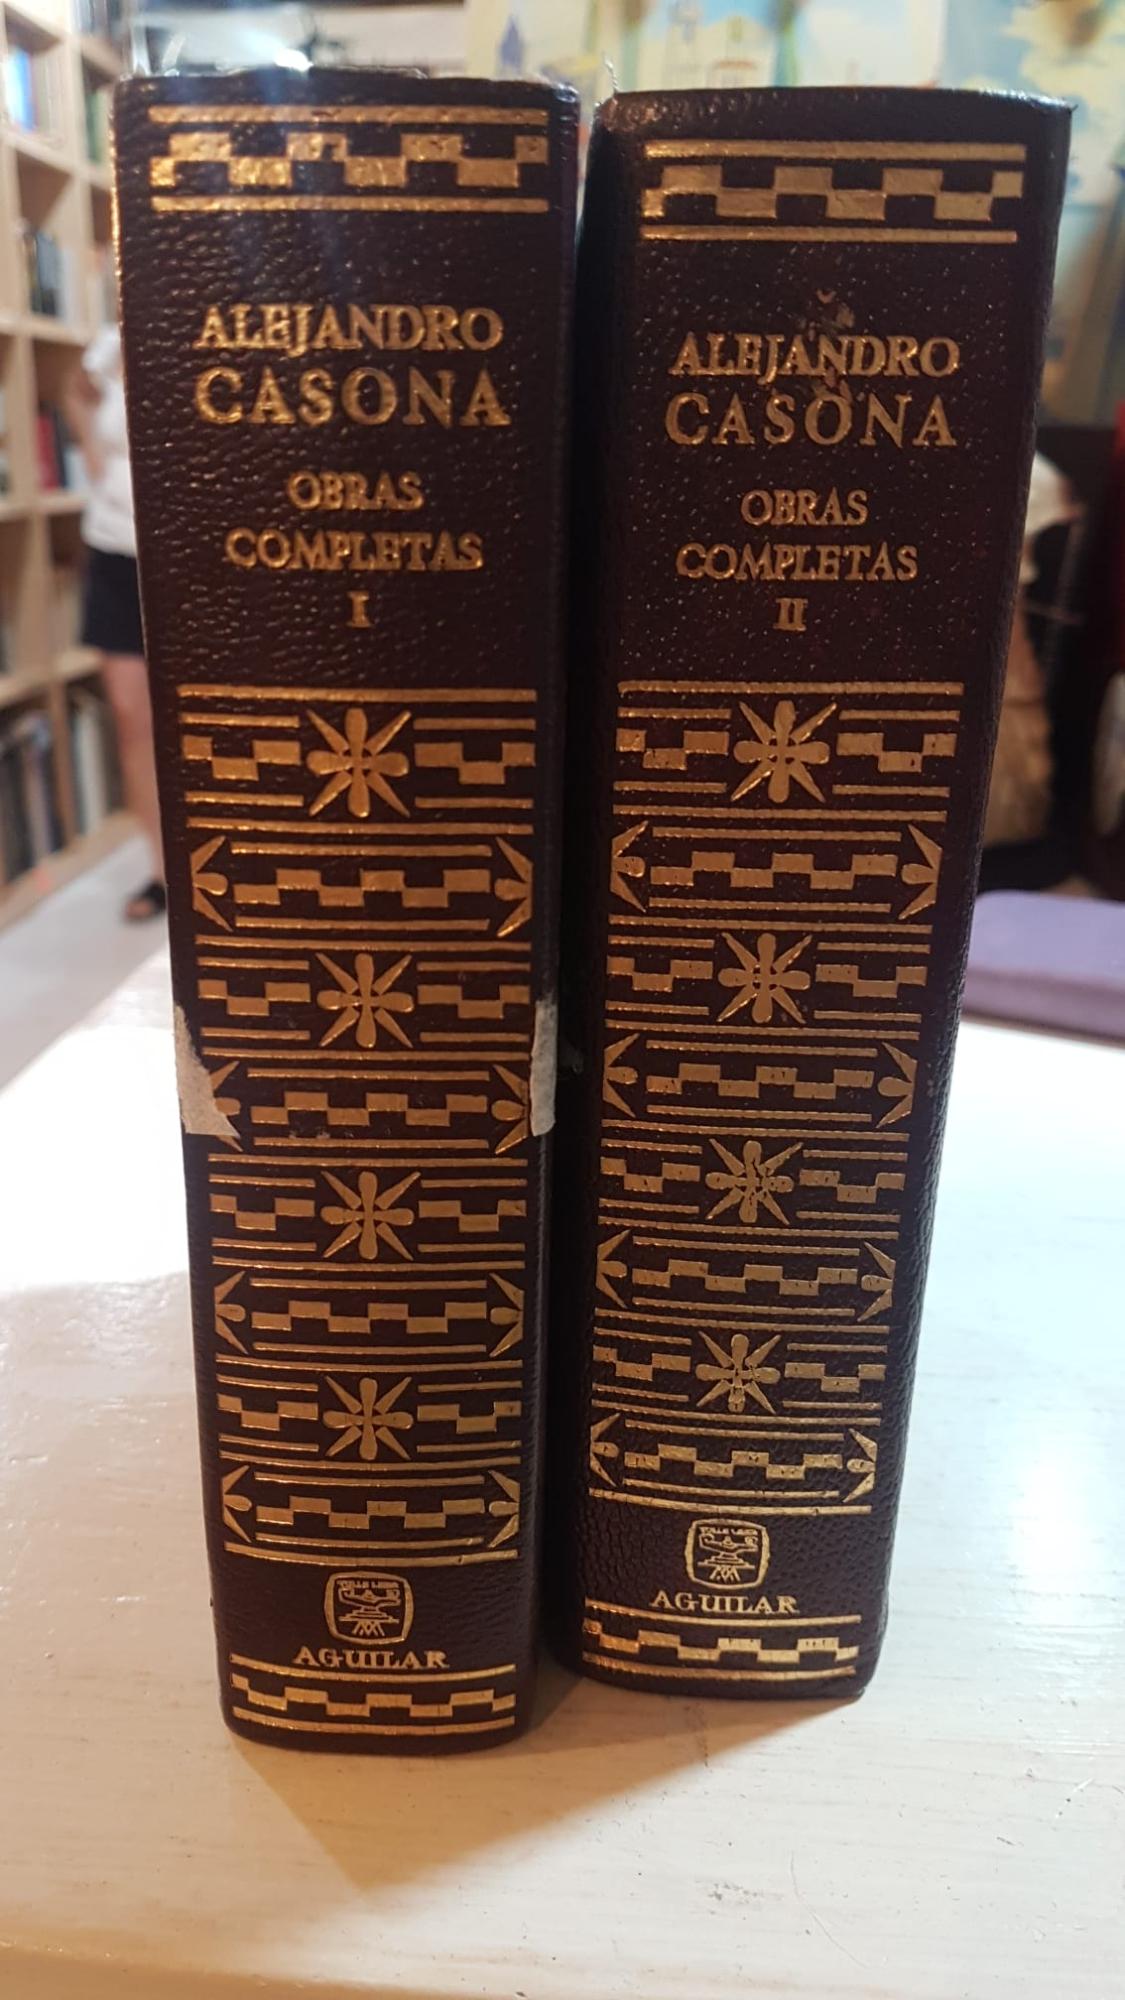 ALEJANDRO
CASONA
OBRAS
COMPLETAS
I
AGUILAR
ALEJANDRO
CASONA
OBRAS
COMPLETAS
II
AGUILAR